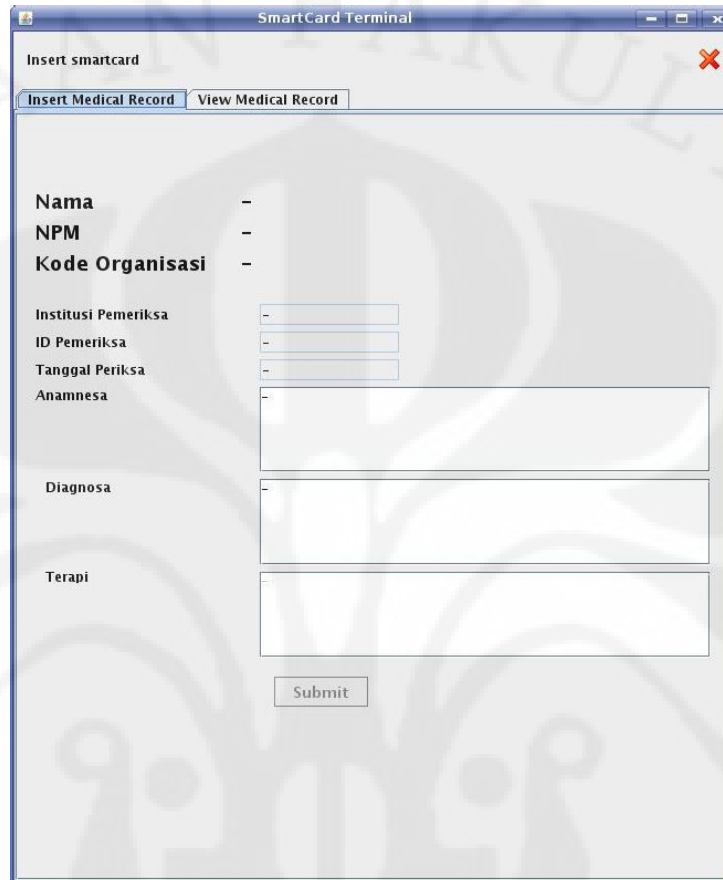 SmartCard Terminal
Insert smartcard
Insert Medical Record View Medical Record
Nama -
NPM -
Kode Organisasi -
Institusi Pemeriksa -
ID Pemeriksa -
Tanggal Periksa -
Anamnesa -
Diagnosa -
Terapi -
Submit